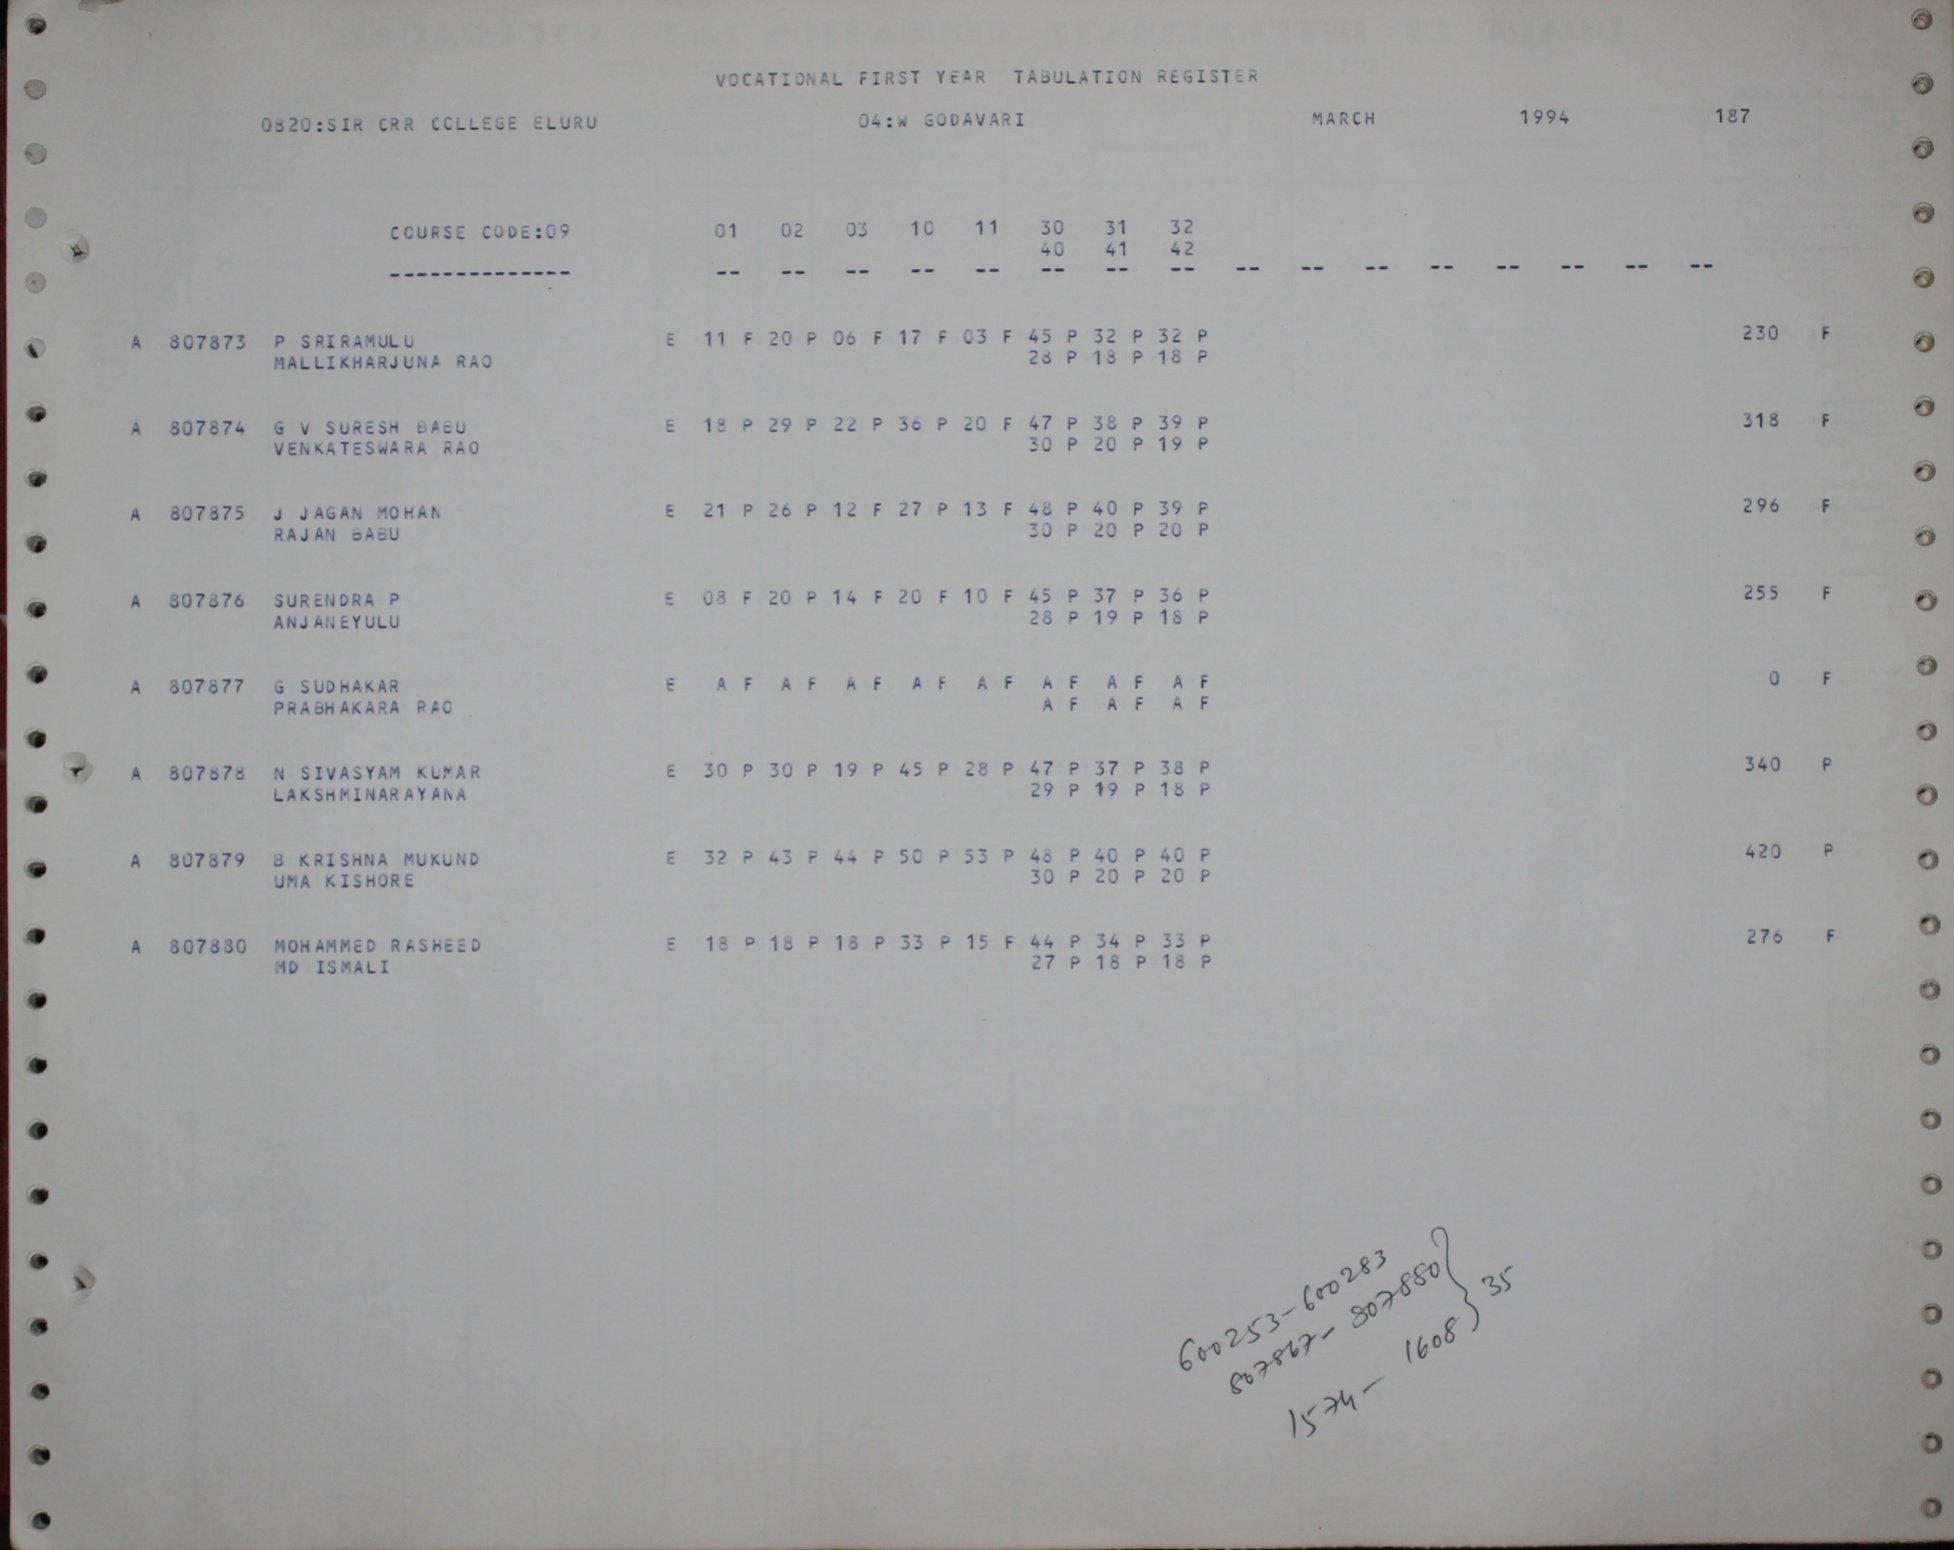 VOCATIONAL FIRST YEAR TABULATION REGISTER
0820:SIR CRR COLLEGE ELURU 04:W GODAVARI MARCH 1994 187
COURSE CODE:09 01 02 03 10 11 30 31 32
40 41 42
-------------- -- -- -- -- -- -- -- -- -- -- -- -- -- -- -- --
A 807873 P SRIRAMULU E 11 F 20 P 06 F 17 F 03 F 45 P 32 P 32 P 230 F
MALLIKHARJUNA RAO 28 P 18 P 18 P
A 807874 G V SURESH BABU E 18 P 29 P 22 P 36 P 20 F 47 P 38 P 39 P 318 F
VENKATESWARA RAO 30 P 20 P 19 P
A 807875 J JAGAN MOHAN E 21 P 26 P 12 F 27 P 13 F 48 P 40 P 39 P 296 F
RAJAN BABU 30 P 20 P 20 P
A 807876 SURENDRA P E 08 F 20 P 14 F 20 F 10 F 45 P 37 P 36 P 255 F
ANJANEYULU 28 P 19 P 18 P
A 807877 G SUDHAKAR E A F A F A F A F A F A F A F A F 0 F
PRABHAKARA RAO A F A F A F
A 807878 N SIVASYAM KUMAR E 30 P 30 P 19 P 45 P 28 P 47 P 37 P 38 P 340 P
LAKSHMINARAYANA 29 P 19 P 18 P
A 807879 B KRISHNA MUKUND E 32 P 43 P 44 P 50 P 53 P 48 P 40 P 40 P 420 P
UMA KISHORE 30 P 20 P 20 P
A 807880 MOHAMMED RASHEED E 18 P 18 P 18 P 33 P 15 F 44 P 34 P 33 P 276 F
MD ISMALI 27 P 18 P 18 P
600253-600283
807867- 807880 } 35
1574- 1608